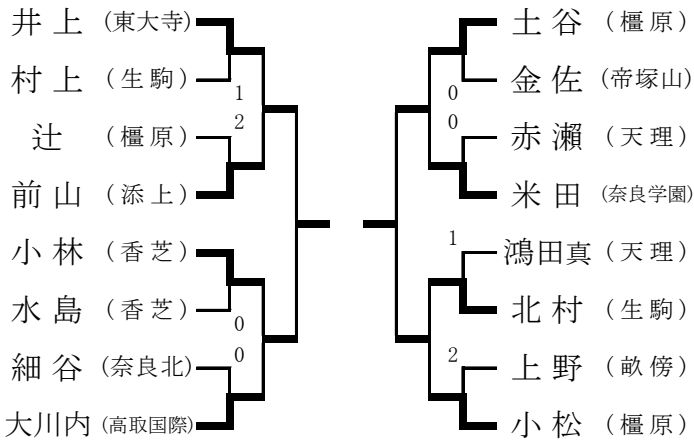 井上 (東大寺)
村上 (生駒)
1
辻 (橿原)
2
前山 (添上)
小林 (香芝)
水島 (香芝)
0
細谷 (奈良北)
0
大川内 (高取国際)
土谷 (橿原)
金佐 (帝塚山)
0
赤瀬 (天理)
0
米田 (奈良学園)
鴻田真 (天理)
1
北村 (生駒)
上野 (畝傍)
2
小松 (橿原)